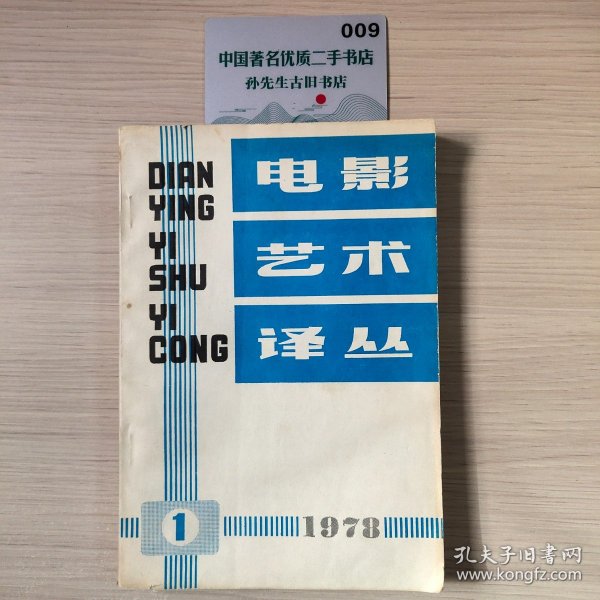 009
中国著名优质二手书店
孙先生古旧书店
DIAN
YING
YI
SHU
YI
CONG
电影
艺术
译丛
1
1978
孔夫子旧书网
www.kongfz.com